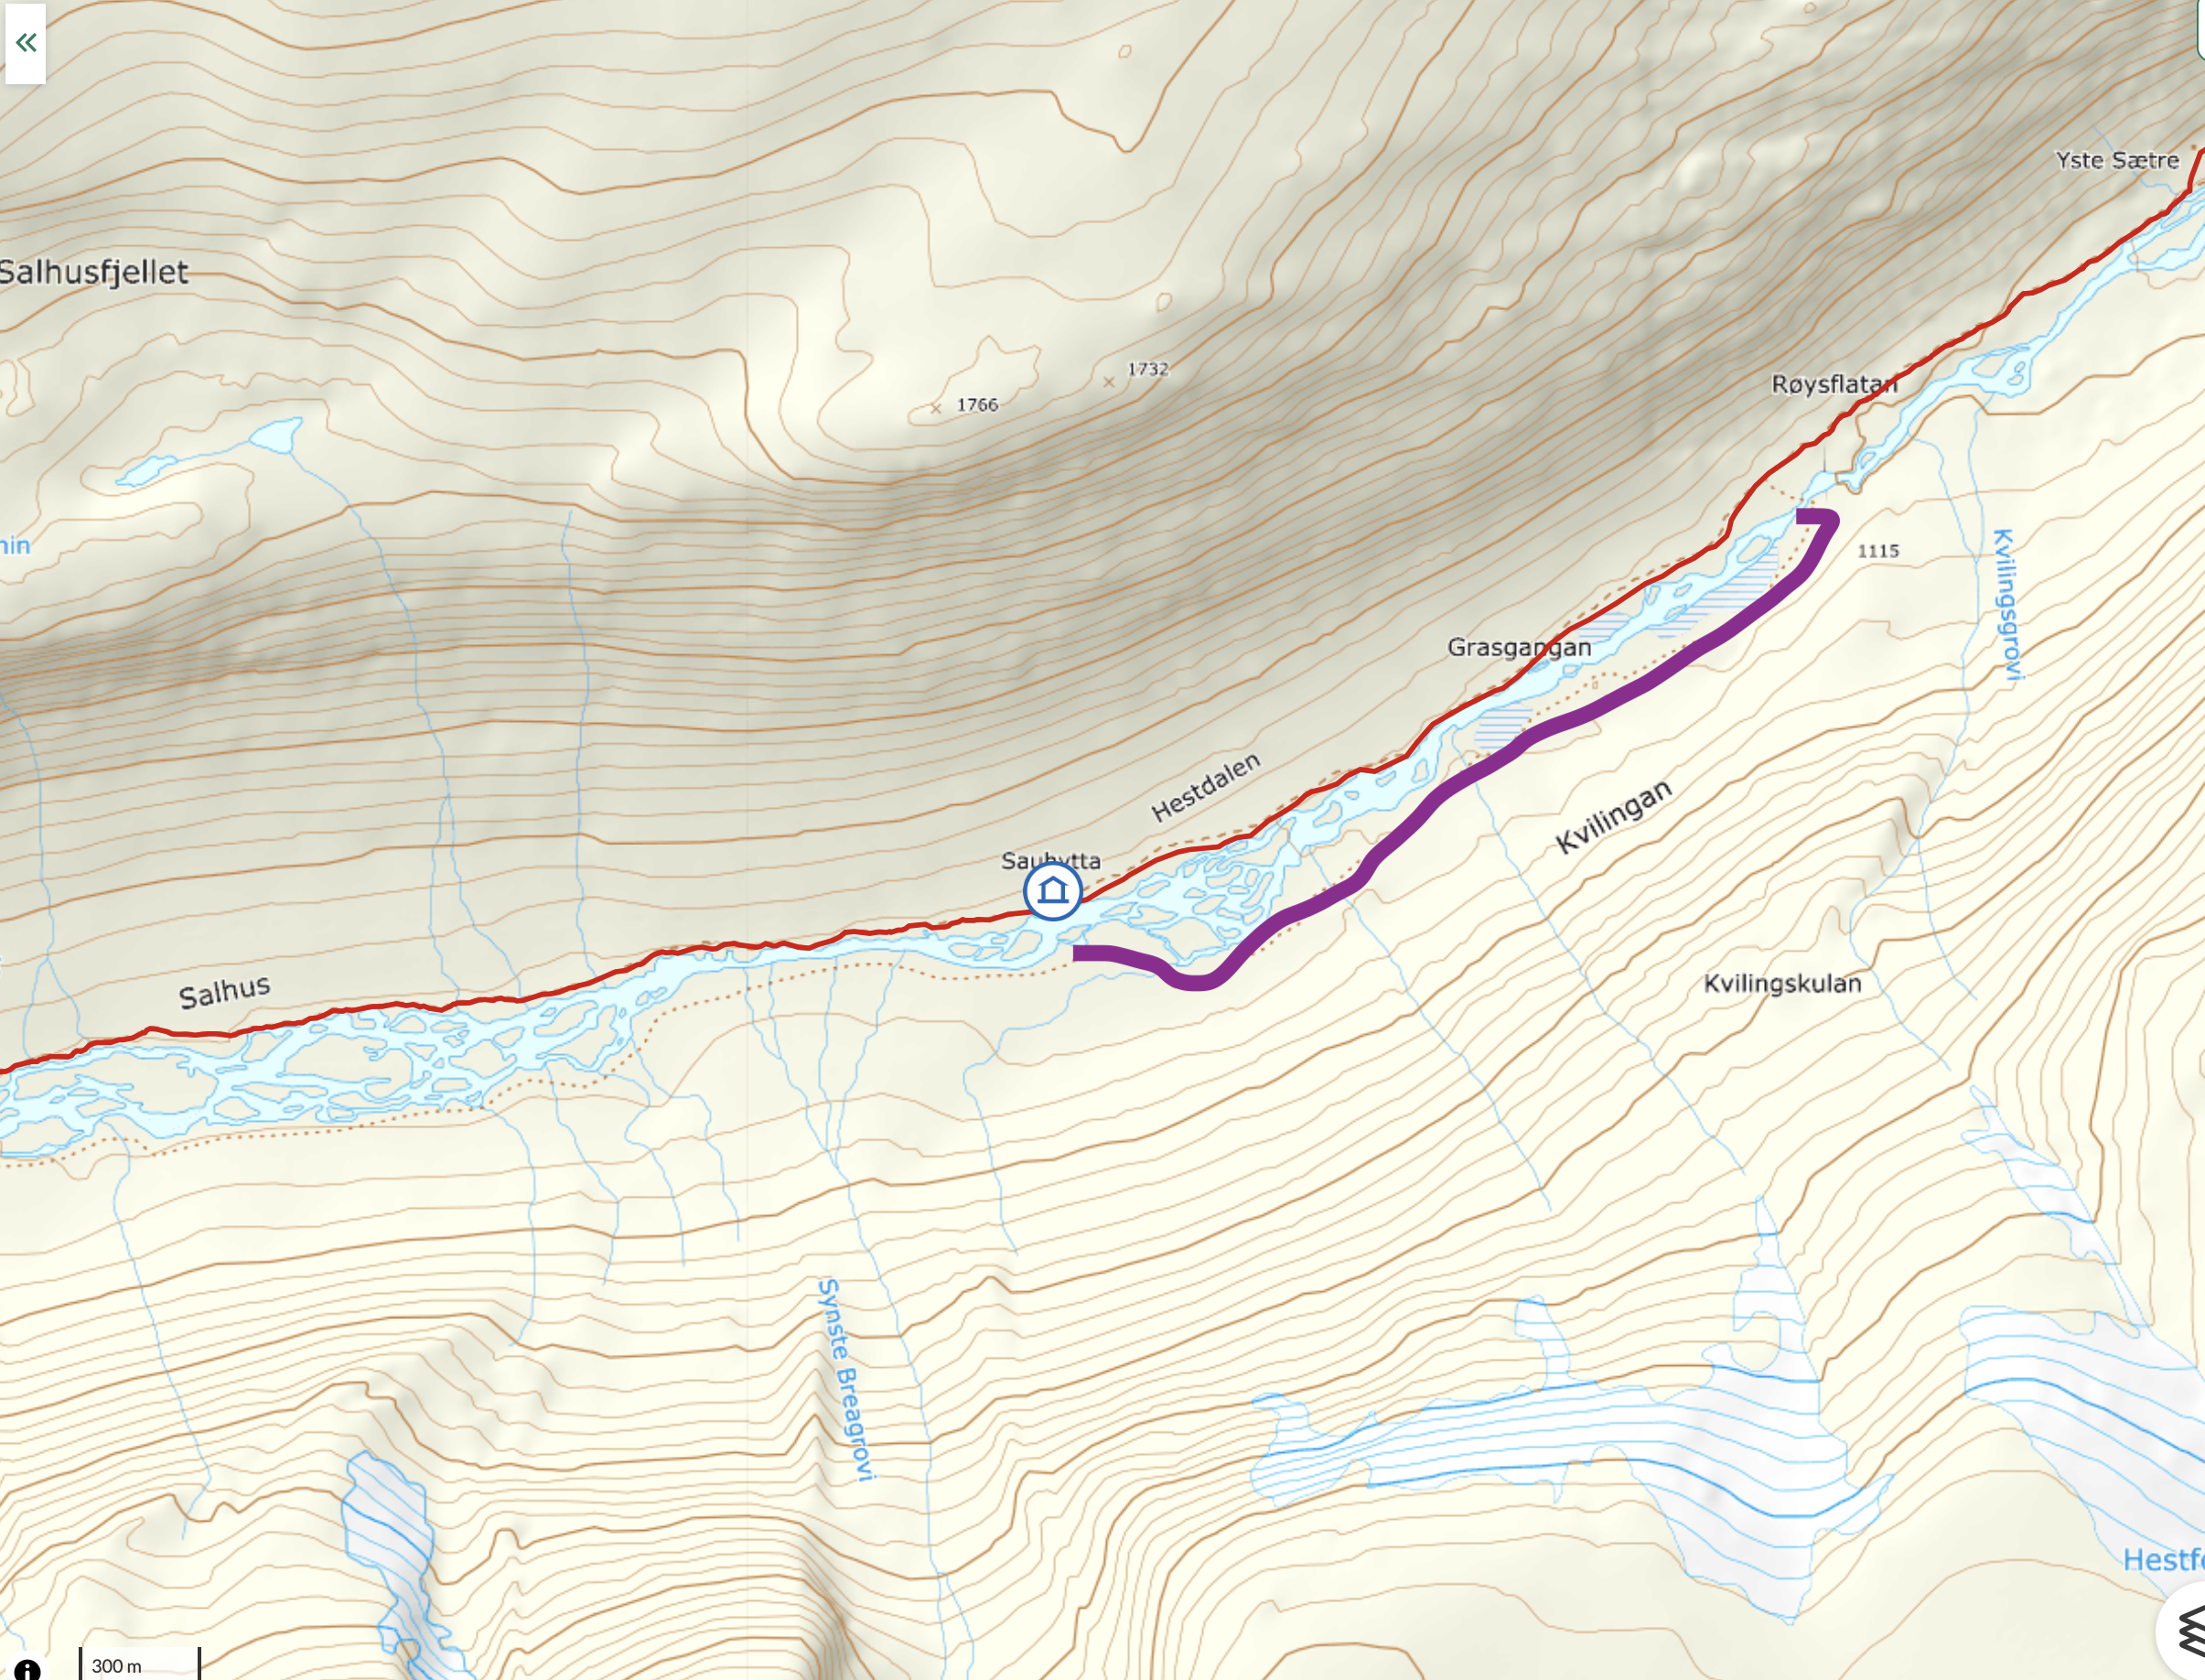 Yste Sætre
Salhusfjellet
1732
Røysflatan
1766
1115
Kvilingsgrovi
Grasgangan
Hestdalen
Kvilingan
Sauhytta
Salhus
Kvilingskulan
Synste Breagrovi
300 m